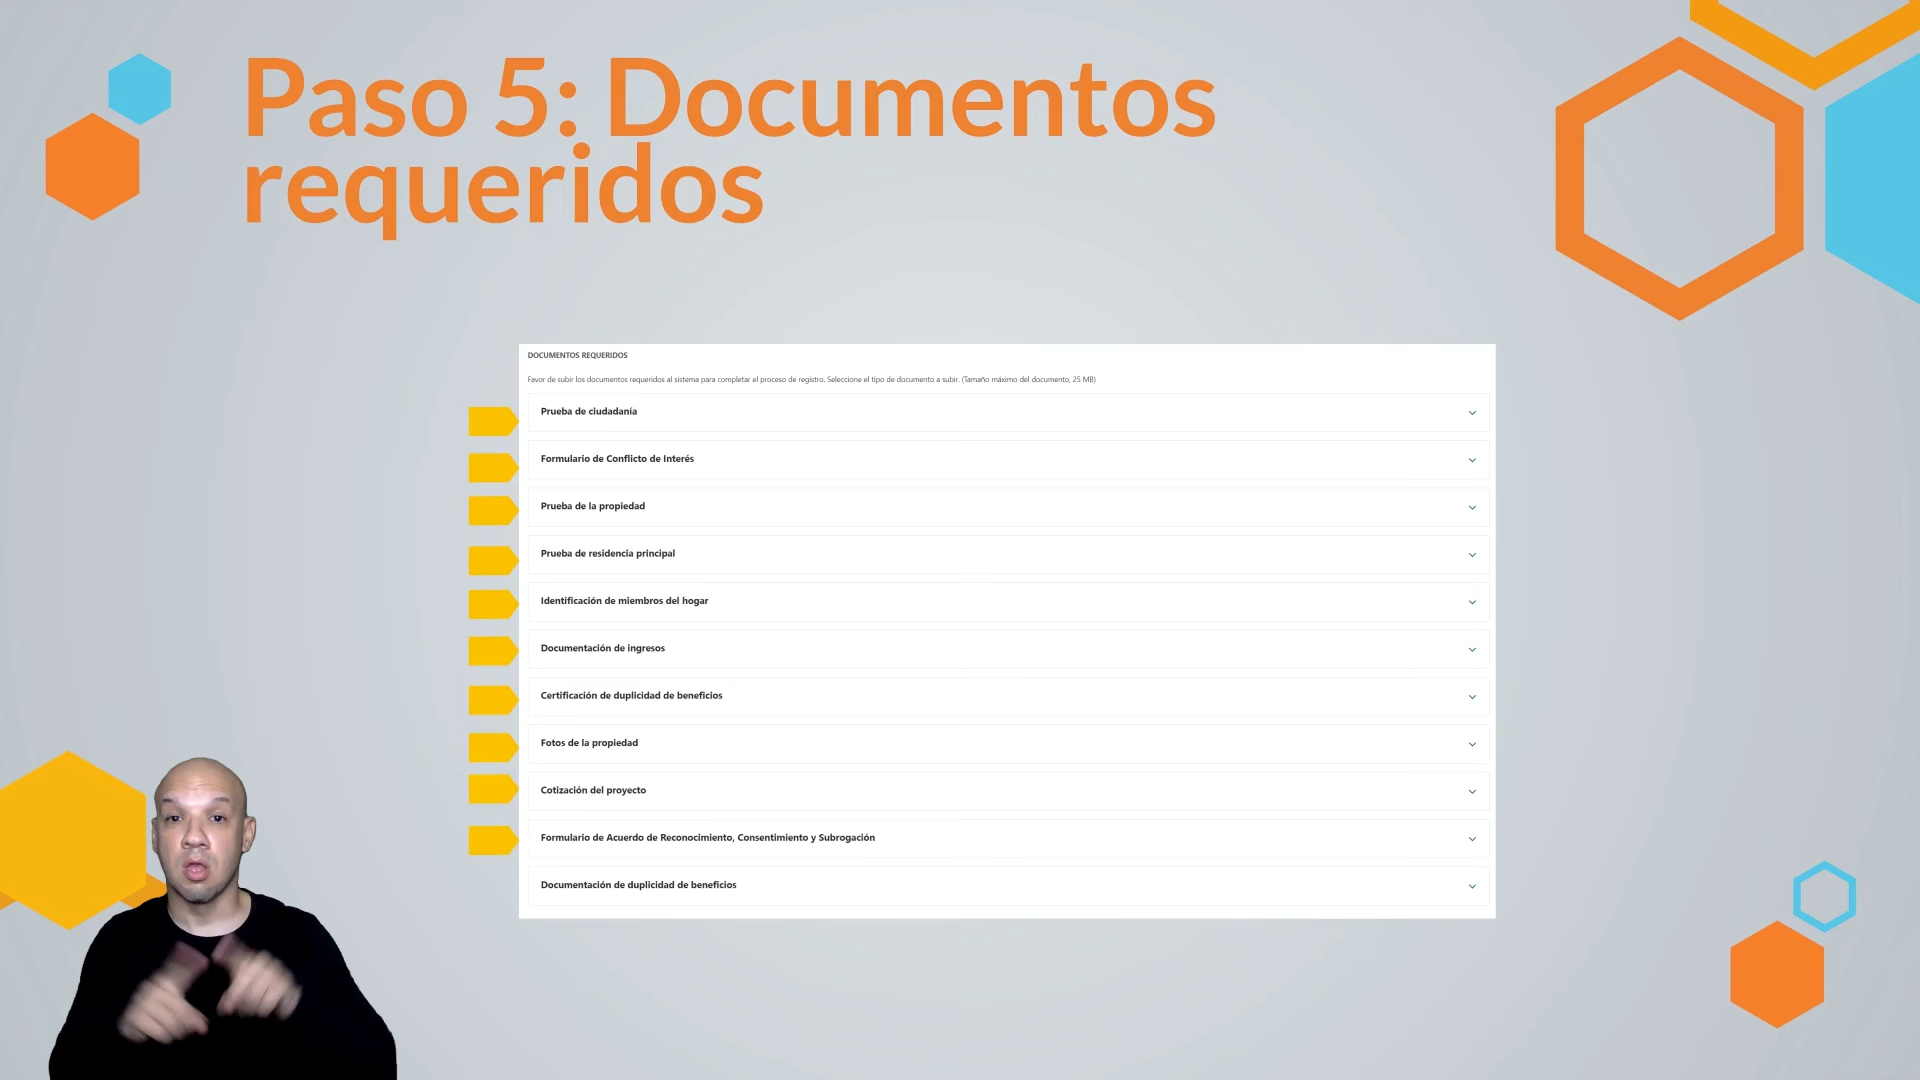 Paso 5: Documentos
requeridos
DOCUMENTOS REQUERIDOS
Favor de subir los documentos requeridos al sistema para completar el proceso de registro. Seleccione el tipo de documento a subir. (Tamaño máximo del documento, 25 MB)
Prueba de ciudadanía
Formulario de Conflicto de Interés
Prueba de la propiedad
Prueba de residencia principal
Identificación de miembros del hogar
Documentación de ingresos
Certificación de duplicidad de beneficios
Fotos de la propiedad
Cotización del proyecto
Formulario de Acuerdo de Reconocimiento, Consentimiento y Subrogación
Documentación de duplicidad de beneficios